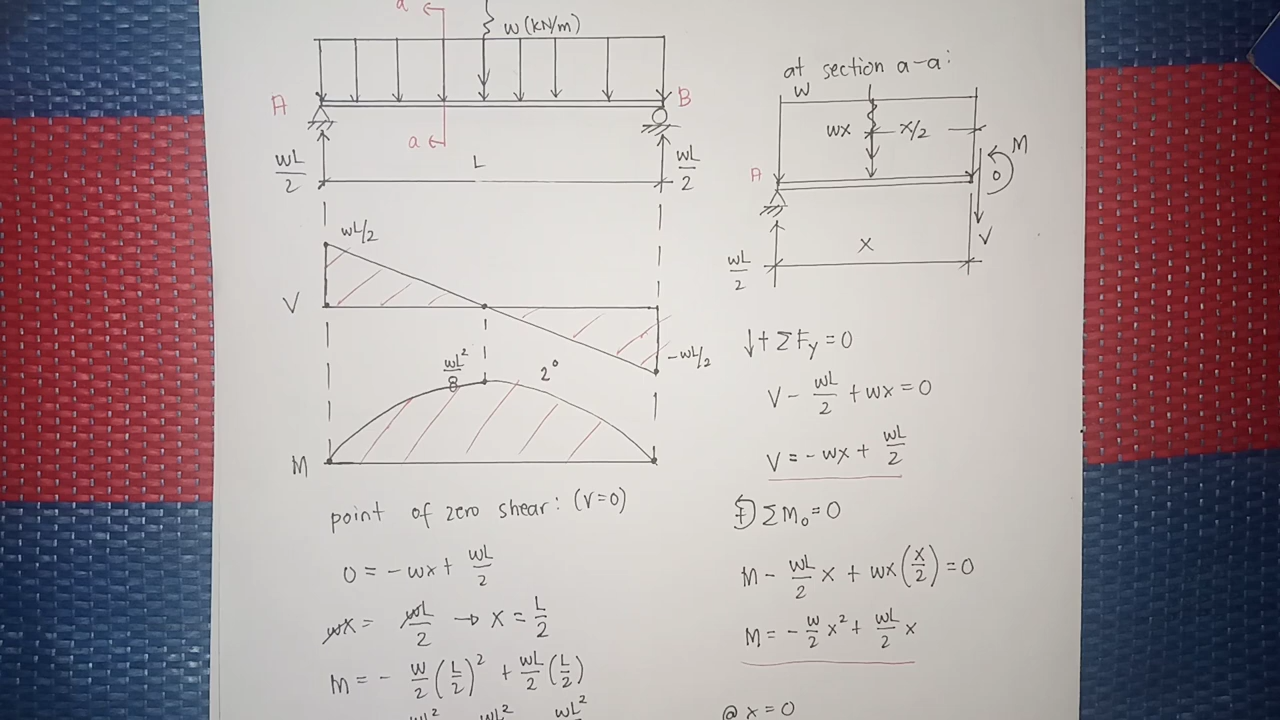 a
w (kN/m)
A
B
a
wL/2
L
wL/2
wL/2
V
-wL/2
wL²/8
2°
M
point of zero shear: (V=0)
0 = -wx + wL/2
wx = wL/2 → x = L/2
M = - w/2 (L/2)² + wL/2 (L/2)
wL² wL² wL²
at section a-a:
w
wx
x/2
M
A
o
V
x
wL/2
↓+ ΣFy = 0
V - wL/2 + wx = 0
V = -wx + wL/2
+ ΣMo = 0
M - wL/2 x + wx (x/2) = 0
M = - w/2 x² + wL/2 x
@ x = 0